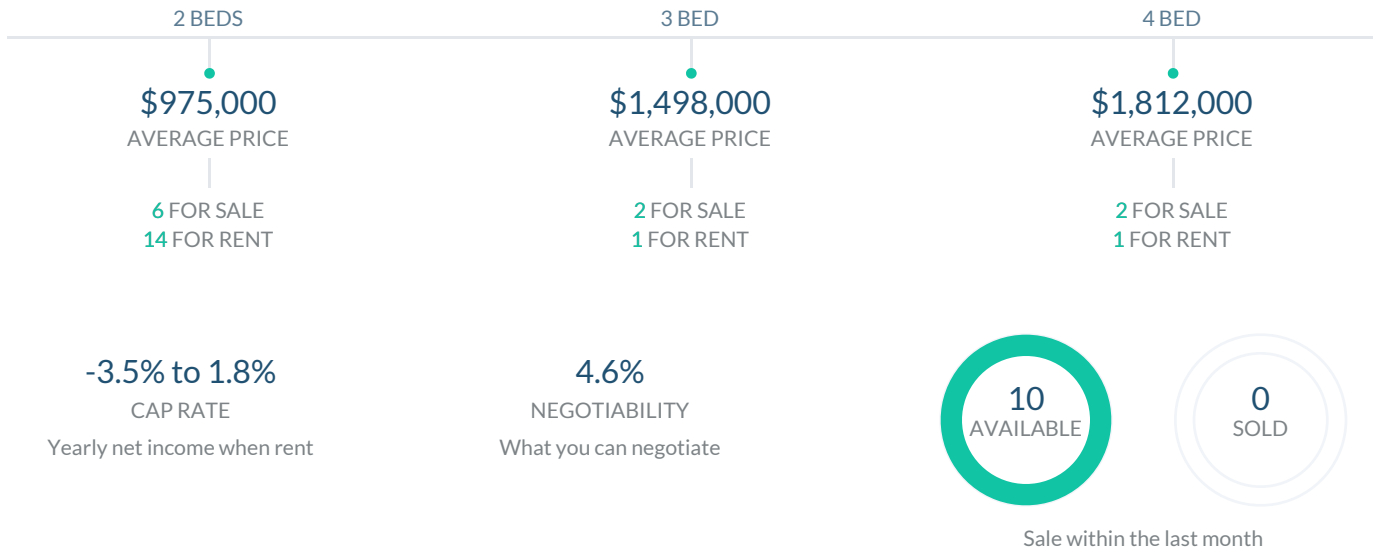 2 BEDS
$975,000
AVERAGE PRICE
6 FOR SALE
14 FOR RENT
3 BED
$1,498,000
AVERAGE PRICE
2 FOR SALE
1 FOR RENT
4 BED
$1,812,000
AVERAGE PRICE
2 FOR SALE
1 FOR RENT
-3.5% to 1.8%
CAP RATE
Yearly net income when rent
4.6%
NEGOTIABILITY
What you can negotiate
10
AVAILABLE
0
SOLD
Sale within the last month